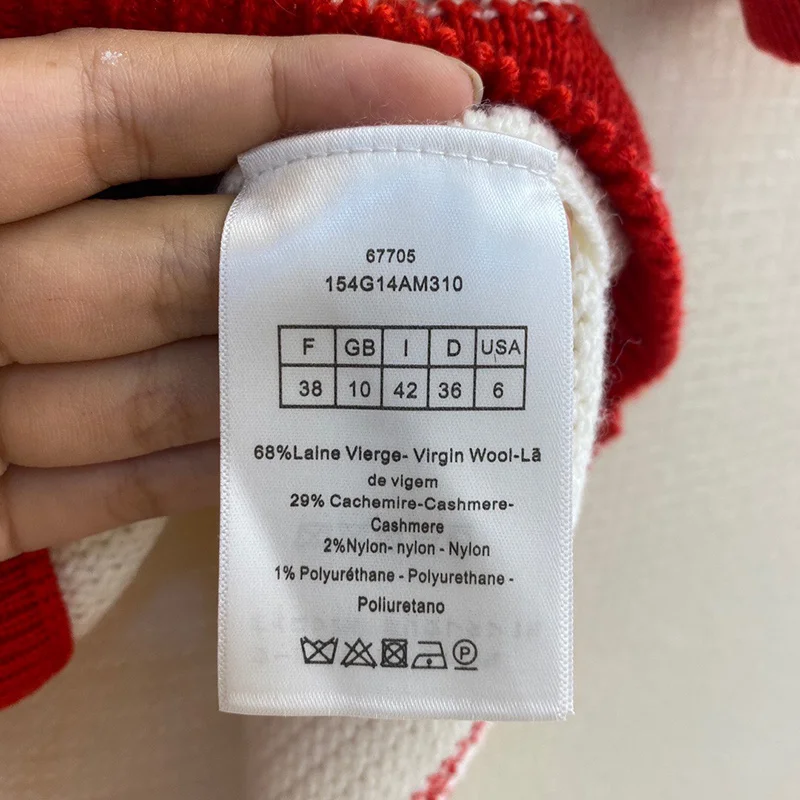 67705
154G14AM310
F GB I D USA
38 10 42 36 6
68%Laine Vierge- Virgin Wool-Lã
de vigem
29% Cachemire-Cashmere-
Cashmere
2%Nylon- nylon - Nylon
1% Polyuréthane - Polyurethane -
Poliuretano
P